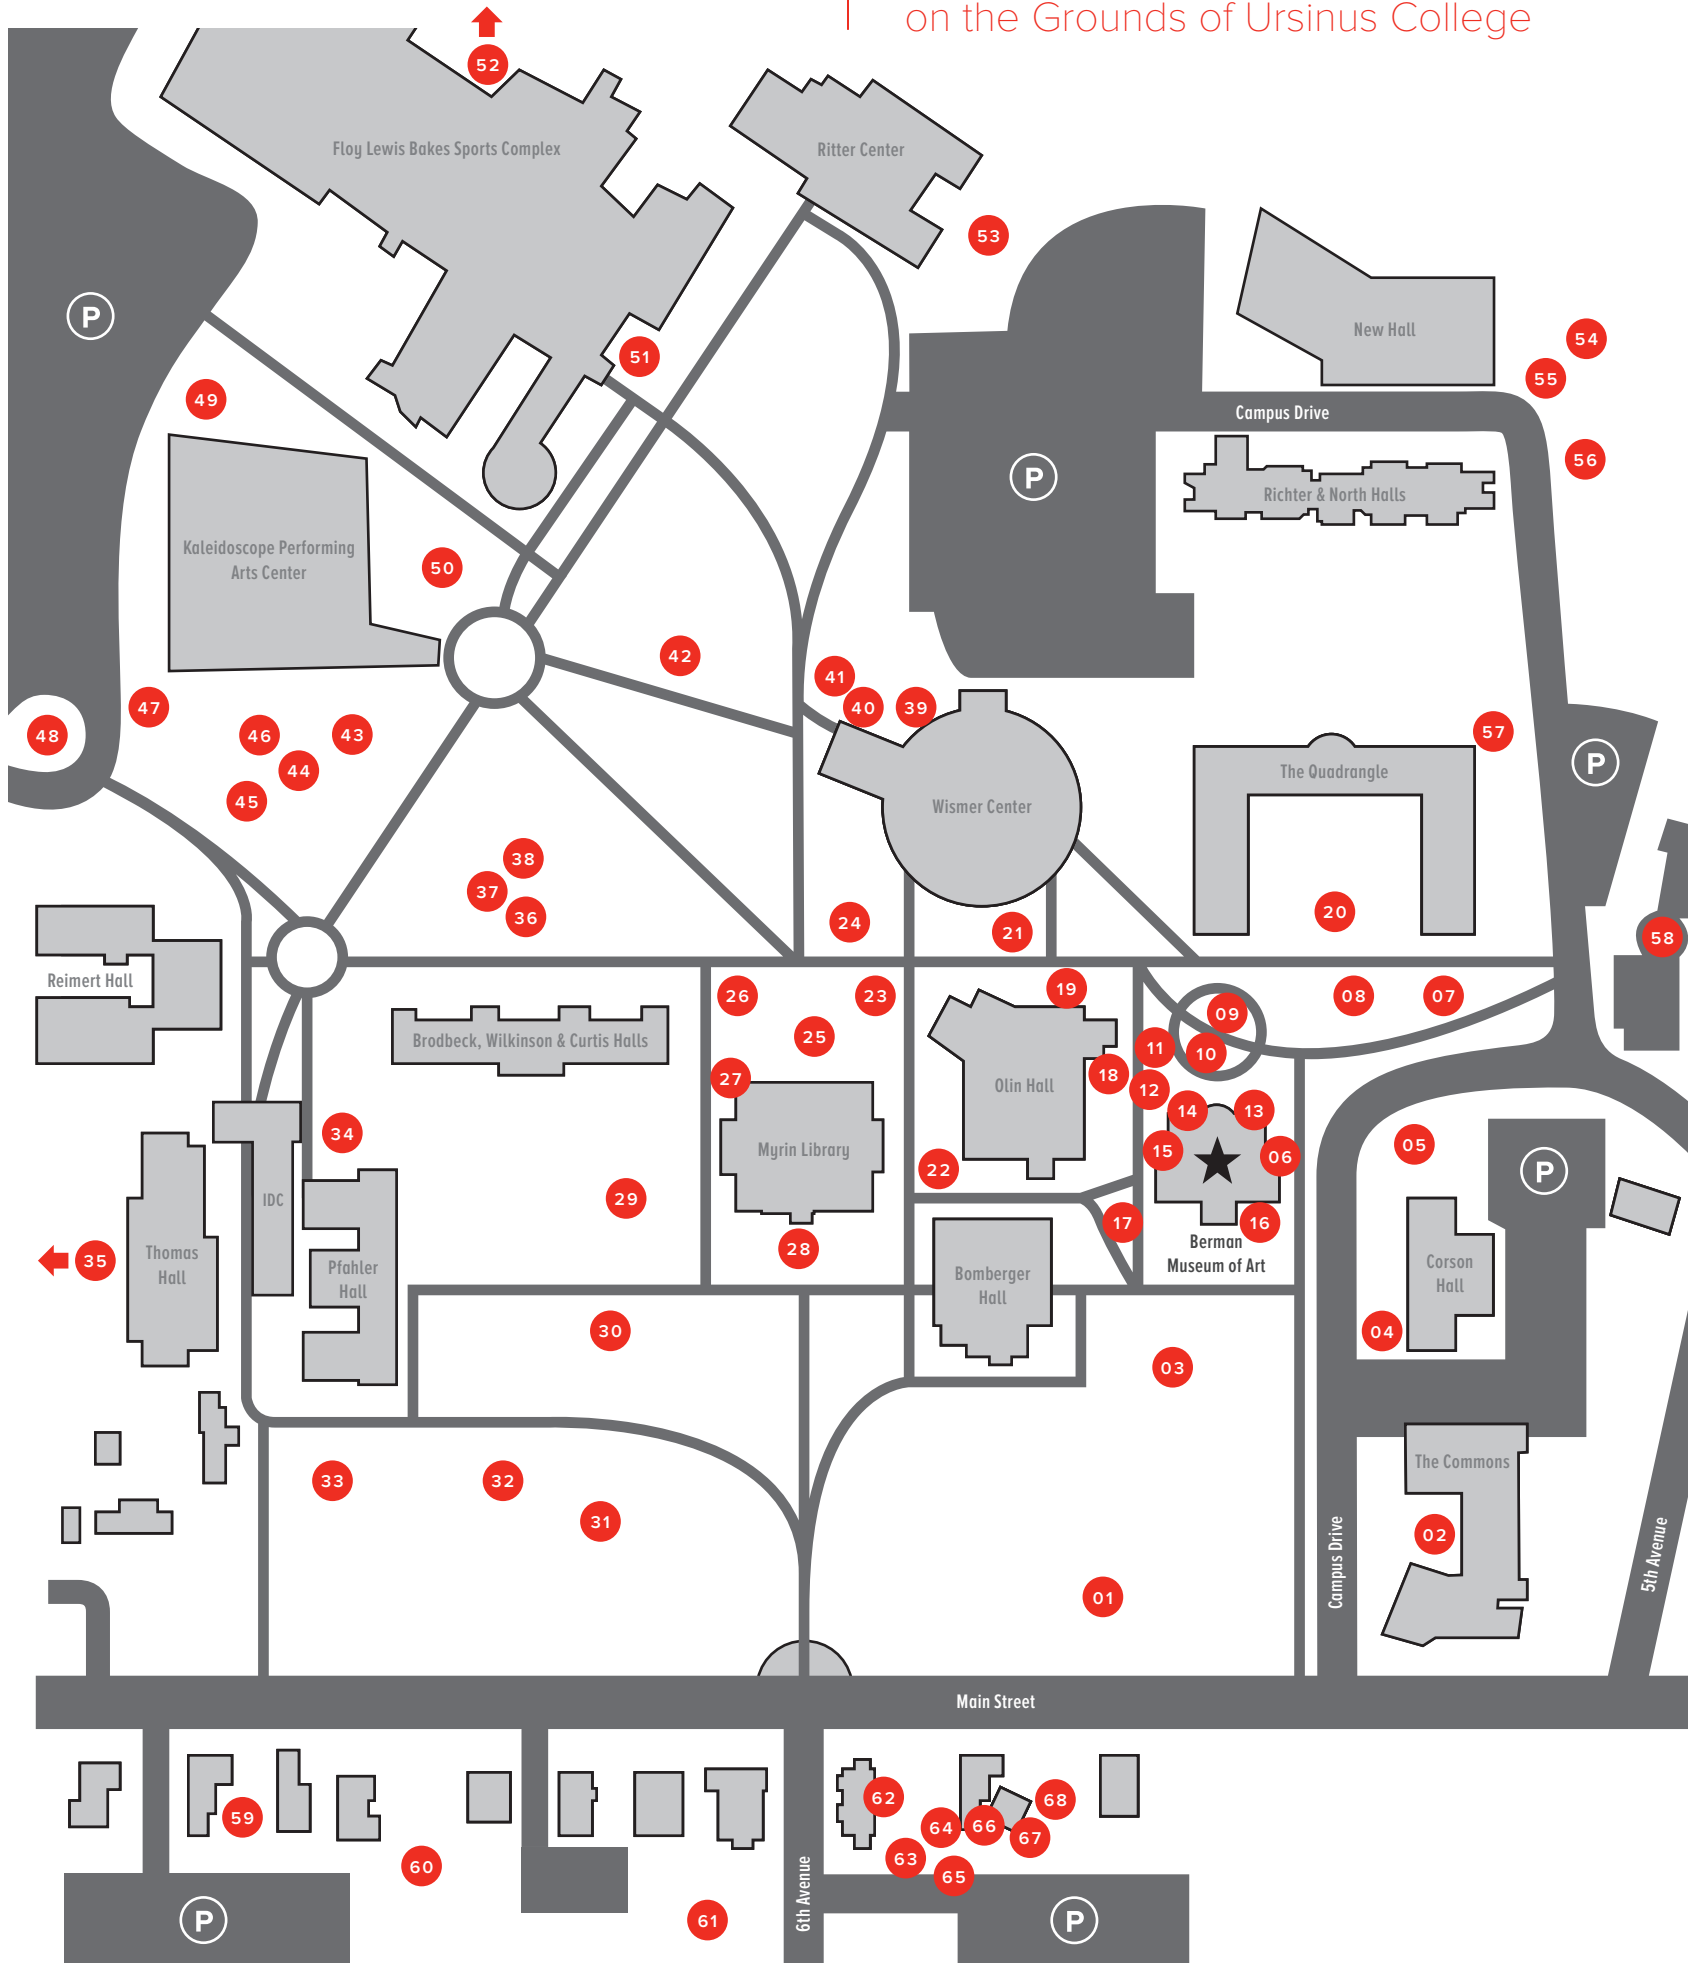 on the Grounds of Ursinus College
52
Floy Lewis Bakes Sports Complex
Ritter Center
53
P
New Hall
54
51
55
49
Campus Drive
56
P
Richter & North Halls
Kaleidoscope Performing
Arts Center
50
42
41
40
39
47
48
46
43
44
45
57
The Quadrangle
P
Wismer Center
38
37
36
24
21
20
58
Reimert Hall
26
23
19
08
07
09
25
Brodbeck, Wilkinson & Curtis Halls
11
10
27
18
12
Olin Hall
14
13
34
05
Myrin Library
15
06
P
22
29
IDC
17
16
28
35
Thomas
Hall
Pfahler
Hall
Berman
Museum of Art
Bomberger
Hall
Corson
Hall
30
04
03
33
32
31
The Commons
02
01
Campus Drive
5th Avenue
Main Street
59
60
62
64
66
68
67
63
65
61
6th Avenue
P
P